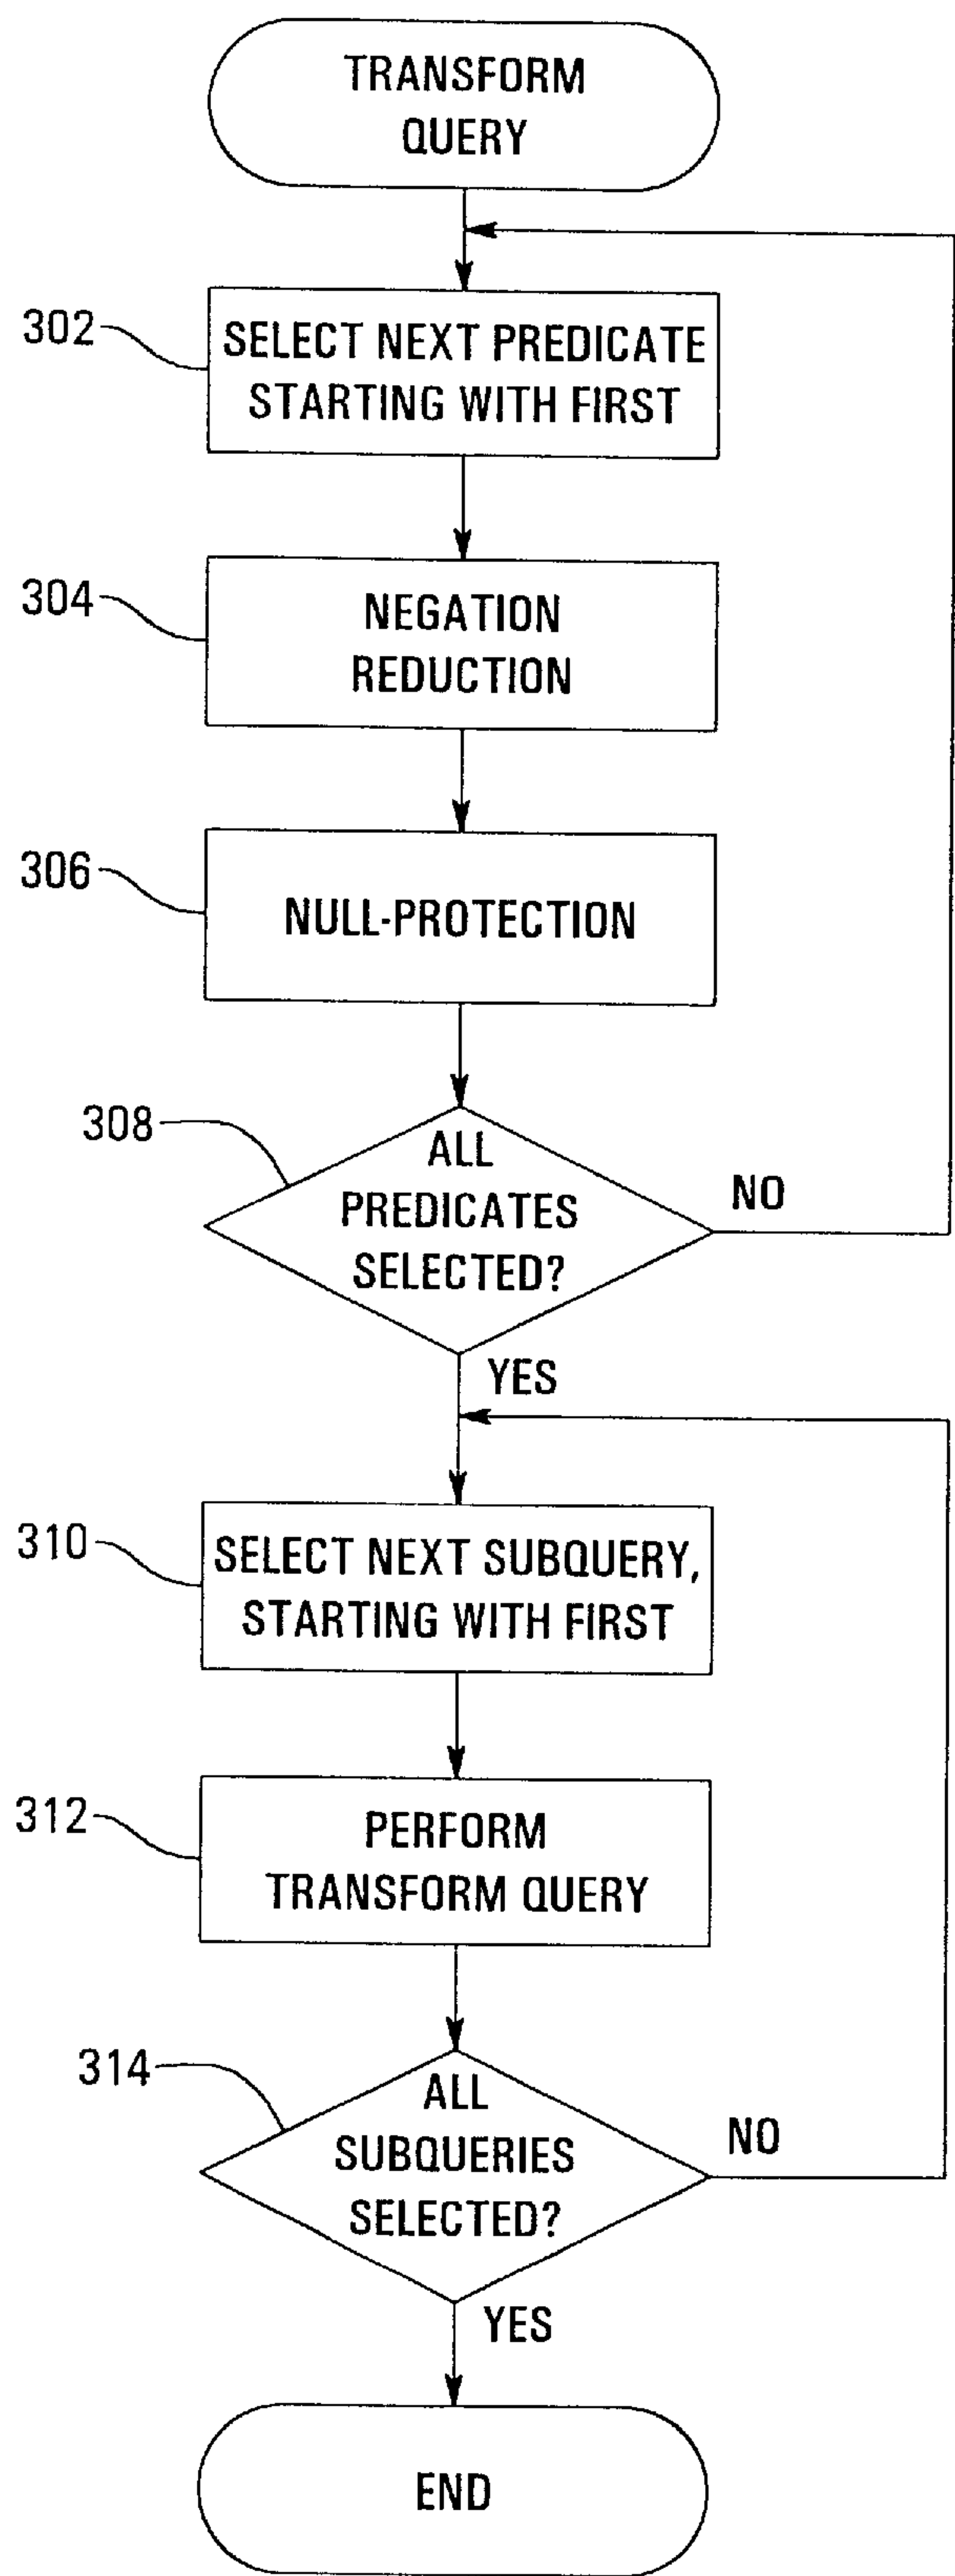 TRANSFORM
QUERY
302
SELECT NEXT PREDICATE
STARTING WITH FIRST
304
NEGATION
REDUCTION
306
NULL-PROTECTION
308
ALL
PREDICATES
SELECTED?
NO
YES
310
SELECT NEXT SUBQUERY,
STARTING WITH FIRST
312
PERFORM
TRANSFORM QUERY
314
ALL
SUBQUERIES
SELECTED?
NO
YES
END